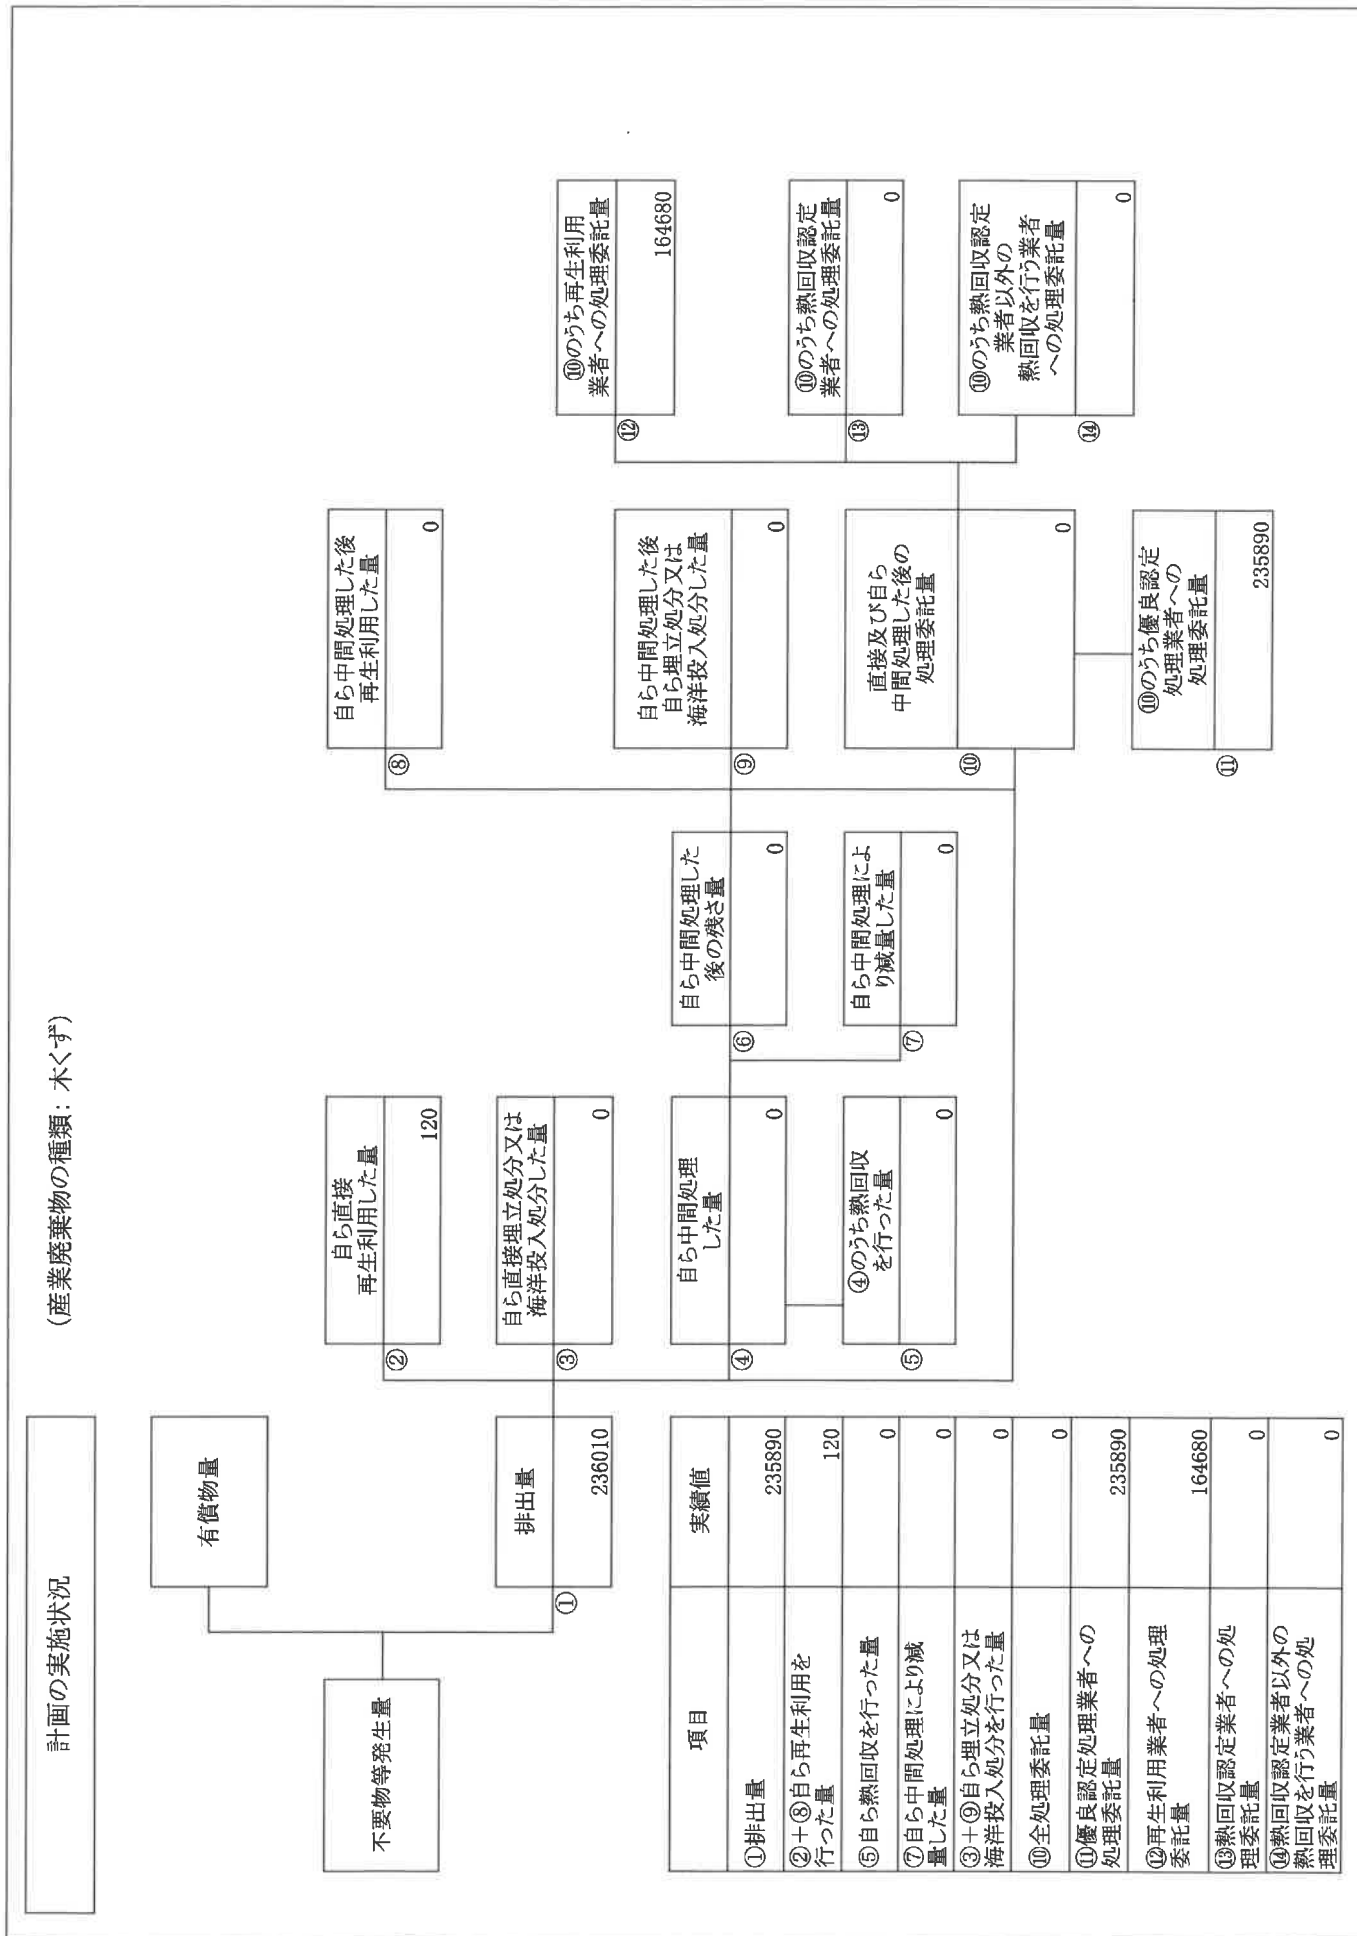 計画の実施状況
(産業廃棄物の種類：木くず)
不要物等発生量
有償物量
①
排出量
236010
②
自ら直接
再生利用した量
120
③
自ら直接埋立処分又は
海洋投入処分した量
0
④
自ら中間処理
した量
0
⑤
④のうち熱回収
を行った量
0
⑥
自ら中間処理した
後の残さ量
0
⑦
自ら中間処理によ
り減量した量
0
⑧
自ら中間処理した後
再生利用した量
0
⑨
自ら中間処理した後
自ら埋立処分又は
海洋投入処分した量
0
⑩
直接及び自ら
中間処理した後の
処理委託量
0
⑪
⑩のうち優良認定
処理業者への
処理委託量
235890
⑫
⑩のうち再生利用
業者への処理委託量
164680
⑬
⑩のうち熱回収認定
業者への処理委託量
0
⑭
⑩のうち熱回収認定
業者以外の
熱回収を行う業者
への処理委託量
0
項目 実績値
①排出量 235890
②+⑧自ら再生利用を
行った量 120
⑤自ら熱回収を行った量 0
⑦自ら中間処理により減
量した量 0
③+⑨自ら埋立処分又は
海洋投入処分を行った量 0
⑩全処理委託量 0
⑪優良認定処理業者への
処理委託量 235890
⑫再生利用業者への処理
委託量 164680
⑬熱回収認定業者への処
理委託量 0
⑭熱回収認定業者以外の
熱回収を行う業者への処
理委託量 0